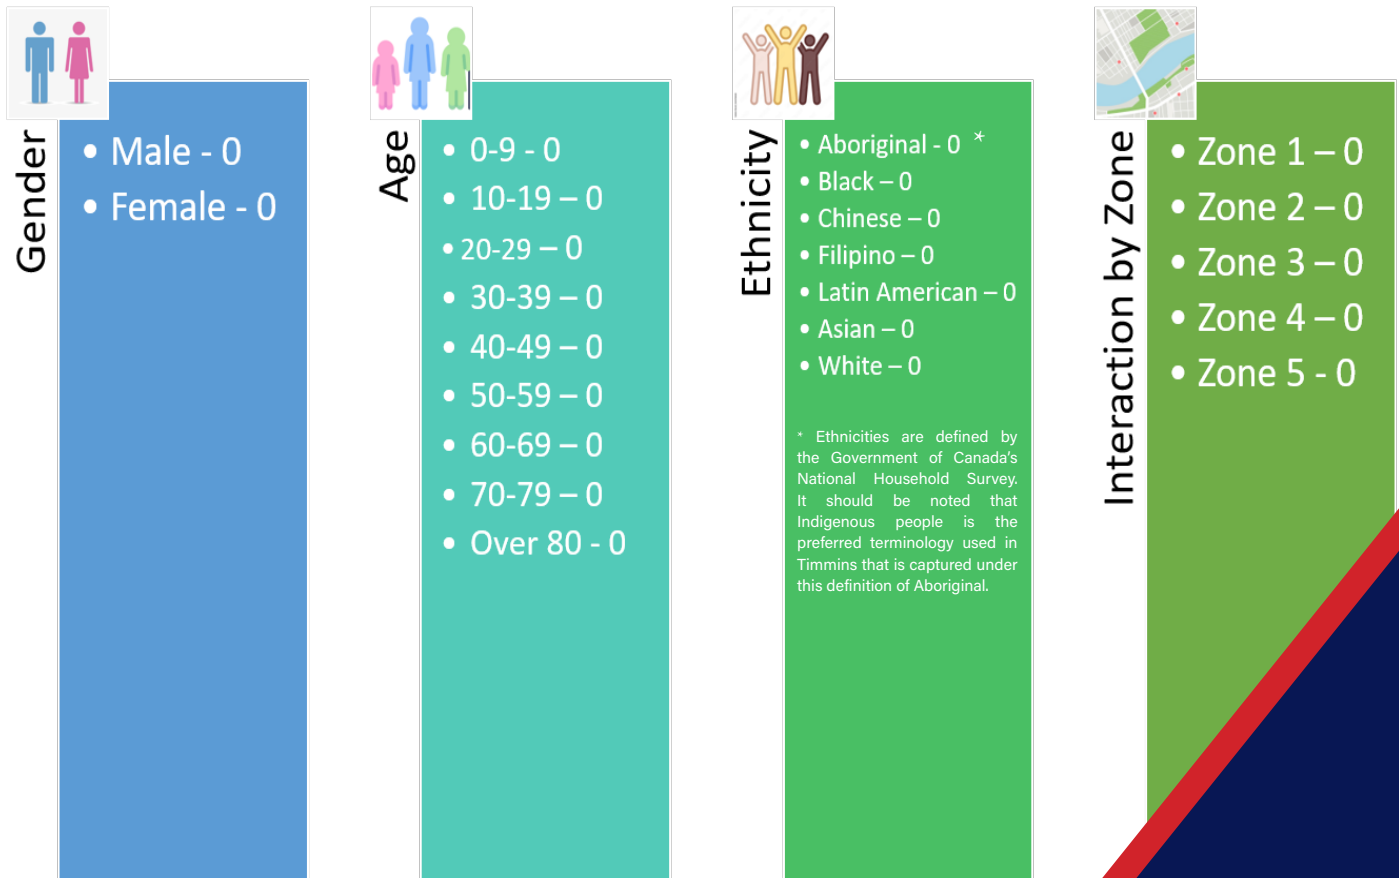 Gender
• Male - 0
• Female - 0
Age
• 0-9 - 0
• 10-19 – 0
• 20-29 – 0
• 30-39 – 0
• 40-49 – 0
• 50-59 – 0
• 60-69 – 0
• 70-79 – 0
• Over 80 - 0
Ethnicity
• Aboriginal - 0 *
• Black – 0
• Chinese – 0
• Filipino – 0
• Latin American – 0
• Asian – 0
• White – 0
* Ethnicities are defined by
the Government of Canada’s
National Household Survey.
It should be noted that
Indigenous people is the
preferred terminology used in
Timmins that is captured under
this definition of Aboriginal.
Interaction by Zone
• Zone 1 – 0
• Zone 2 – 0
• Zone 3 – 0
• Zone 4 – 0
• Zone 5 - 0